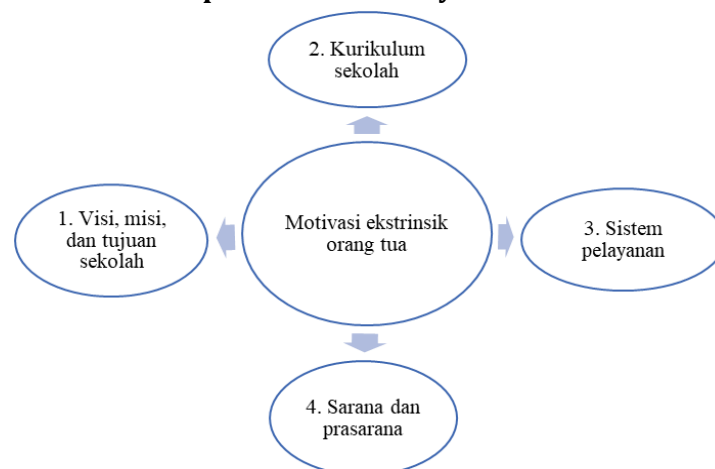 2. Kurikulum
sekolah
1. Visi, misi,
dan tujuan
sekolah
Motivasi ekstrinsik
orang tua
3. Sistem
pelayanan
4. Sarana dan
prasarana